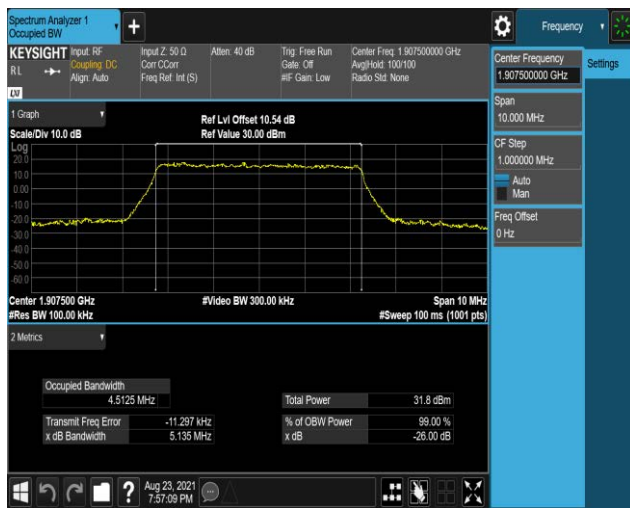 Spectrum Analyzer 1
Occupied BW
Frequency
KEYSIGHT
RL
LXI
Input: RF
Coupling: DC
Align: Auto
Input Z: 50 Ω
Corr CCorr
Freq Ref: Int (S)
Atten: 40 dB
Trig: Free Run
Gate: Off
#IF Gain: Low
Center Freq: 1.907500000 GHz
Avg|Hold: 100/100
Radio Std: None
Center Frequency
1.907500000 GHz
Settings
Span
10.000 MHz
CF Step
1.000000 MHz
Auto
Man
Freq Offset
0 Hz
1 Graph
Scale/Div 10.0 dB
Ref Lvl Offset 10.54 dB
Ref Value 30.00 dBm
Log
20.0
10.0
0.00
-10.0
-20.0
-30.0
-40.0
-50.0
-60.0
Center 1.907500 GHz
#Video BW 300.00 kHz
Span 10 MHz
#Res BW 100.00 kHz
#Sweep 100 ms (1001 pts)
2 Metrics
Occupied Bandwidth
4.5125 MHz
Total Power 31.8 dBm
Transmit Freq Error -11.297 kHz
% of OBW Power 99.00 %
x dB Bandwidth 5.135 MHz
x dB -26.00 dB
?
Aug 23, 2021
7:57:09 PM